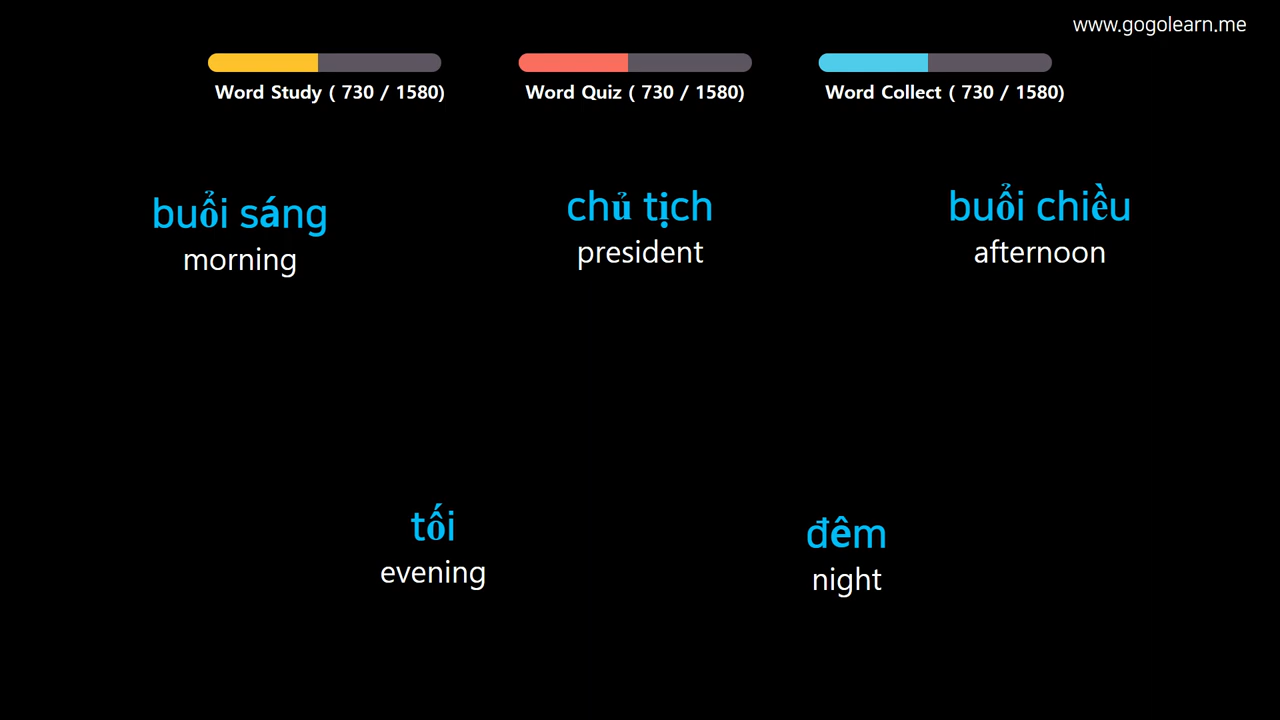 www.gogolearn.me
Word Study ( 730 / 1580)
Word Quiz ( 730 / 1580)
Word Collect ( 730 / 1580)
buổi sáng
morning
chủ tịch
president
buổi chiều
afternoon
tối
evening
đêm
night